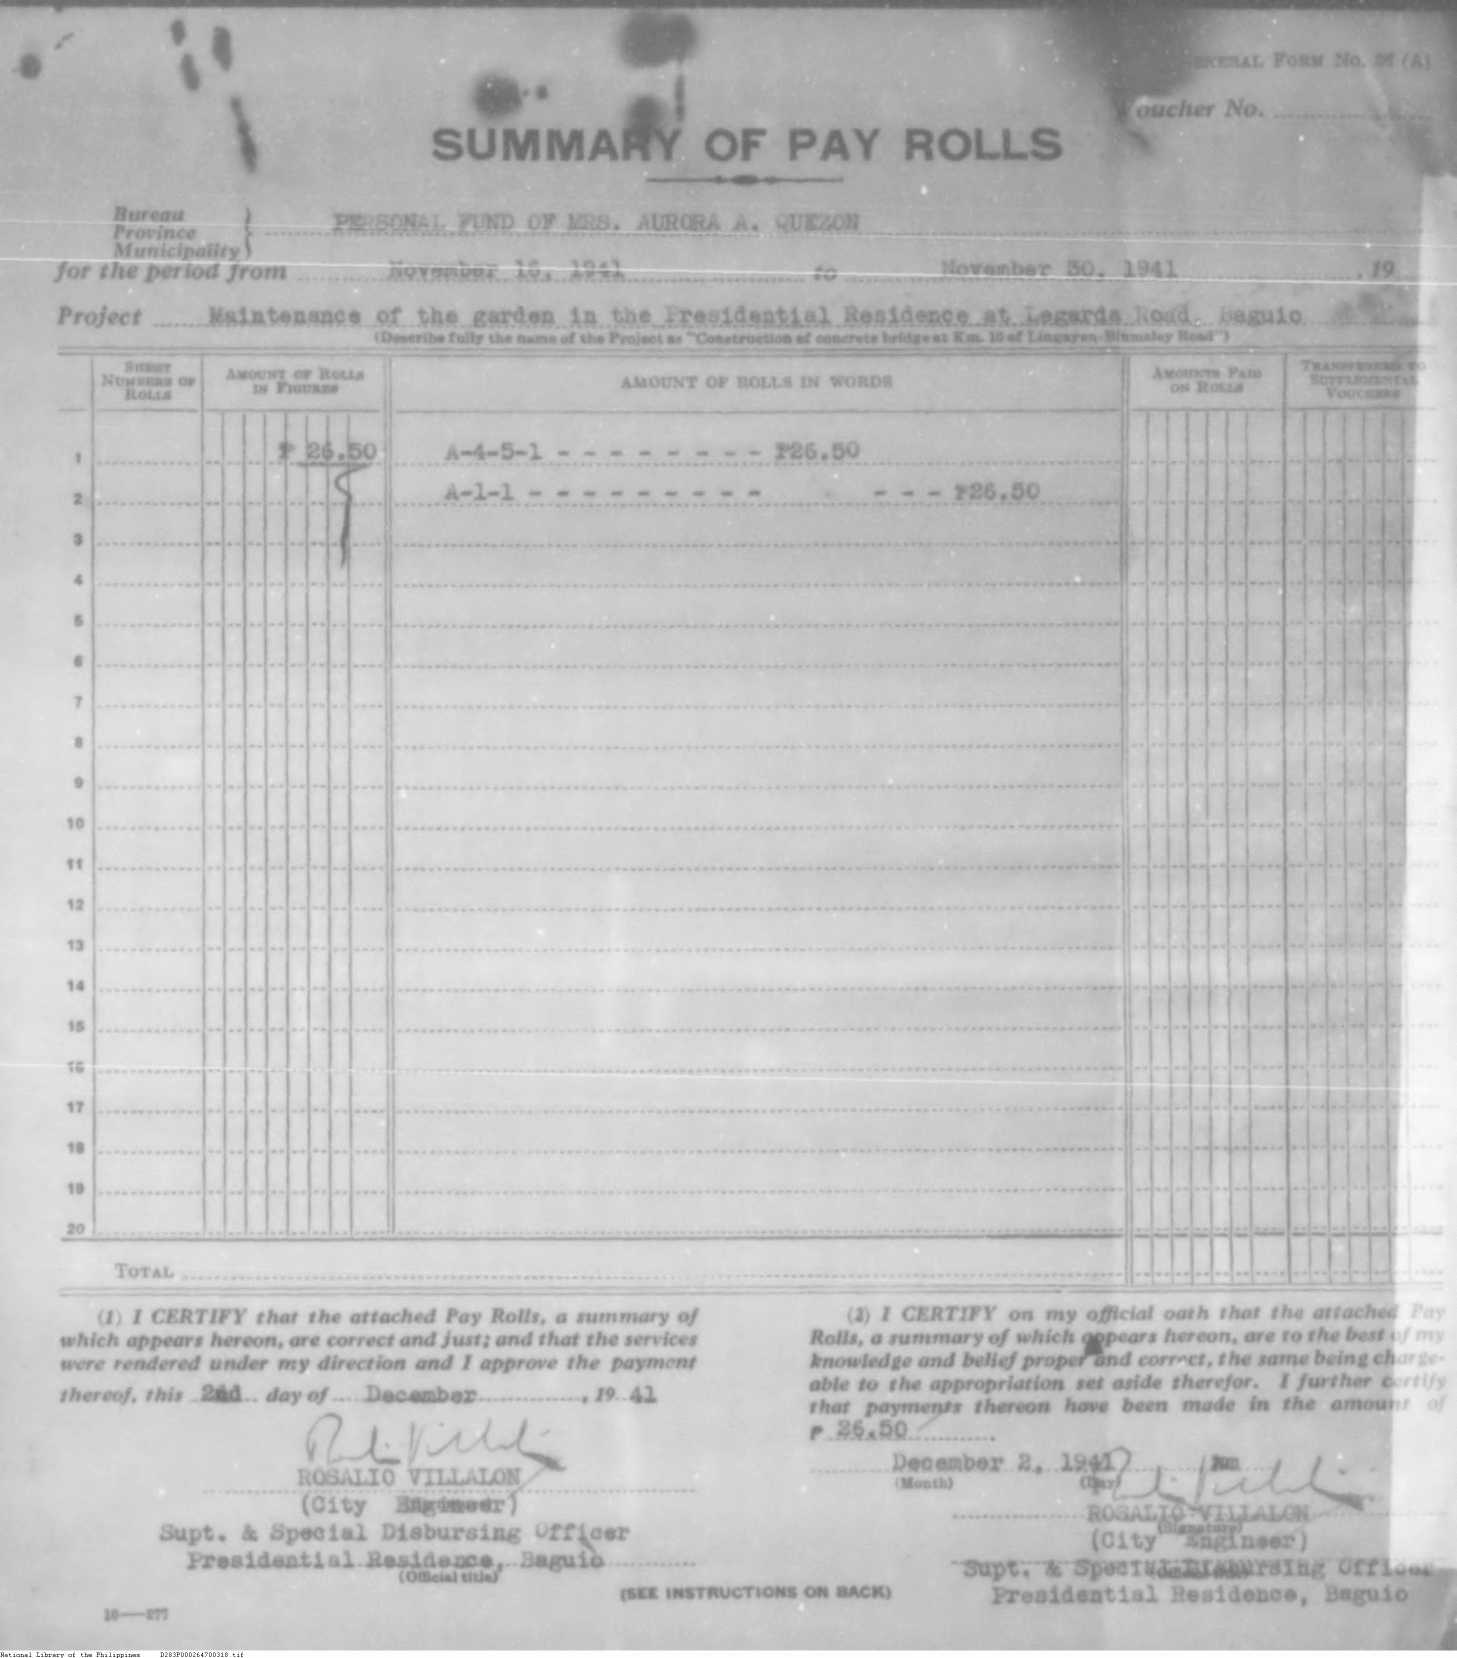 GENERAL FORM No. (A)
Voucher No.
SUMMARY OF PAY ROLLS
Bureau
Province
Municipality
PERSONAL FUND OF MRS. AURORA A. QUEZON
for the period from November 16, 1941 to November 30, 1941, 19
Project Maintenance of the garden in the Presidential Residence at Legarda Road, Baguio
(Describe fully the name of the Project as "Construction of concrete bridge at Km. 10 of Lingayen-Binmaley Road")
SHEET NUMBERS OF ROLLS
AMOUNT OF ROLLS IN FIGURES
AMOUNT OF ROLLS IN WORDS
AMOUNTS PAID ON ROLLS
TRANSFERRED TO SUPPLEMENTAL VOUCHERS
1 ₱ 26.50 A-4-5-1 - - - - - - - - ₱26.50
2 A-1-1 - - - - - - - - - - - - ₱26.50
3
4
5
6
7
8
9
10
11
12
13
14
15
16
17
18
19
20
TOTAL
(1) I CERTIFY that the attached Pay Rolls, a summary of
which appears hereon, are correct and just; and that the services
were rendered under my direction and I approve the payment
thereof, this 2nd day of December, 19 41
ROSALIO VILLALON
(City Engineer)
Supt. & Special Disbursing Officer
Presidential Residence, Baguio
(Official title)
(2) I CERTIFY on my official oath that the attached Pay
Rolls, a summary of which appears hereon, are to the best of my
knowledge and belief proper and correct, the same being charge-
able to the appropriation set aside therefor. I further certify
that payments thereon have been made in the amount of
₱ 26.50
December 2, 1941
(Month) (Day)
ROSALIO VILLALON
(Signature)
(City Engineer)
Supt. & Special Disbursing Officer
Presidential Residence, Baguio
(SEE INSTRUCTIONS ON BACK)
10—277
National Library of the Philippines D283P000264700318.tif